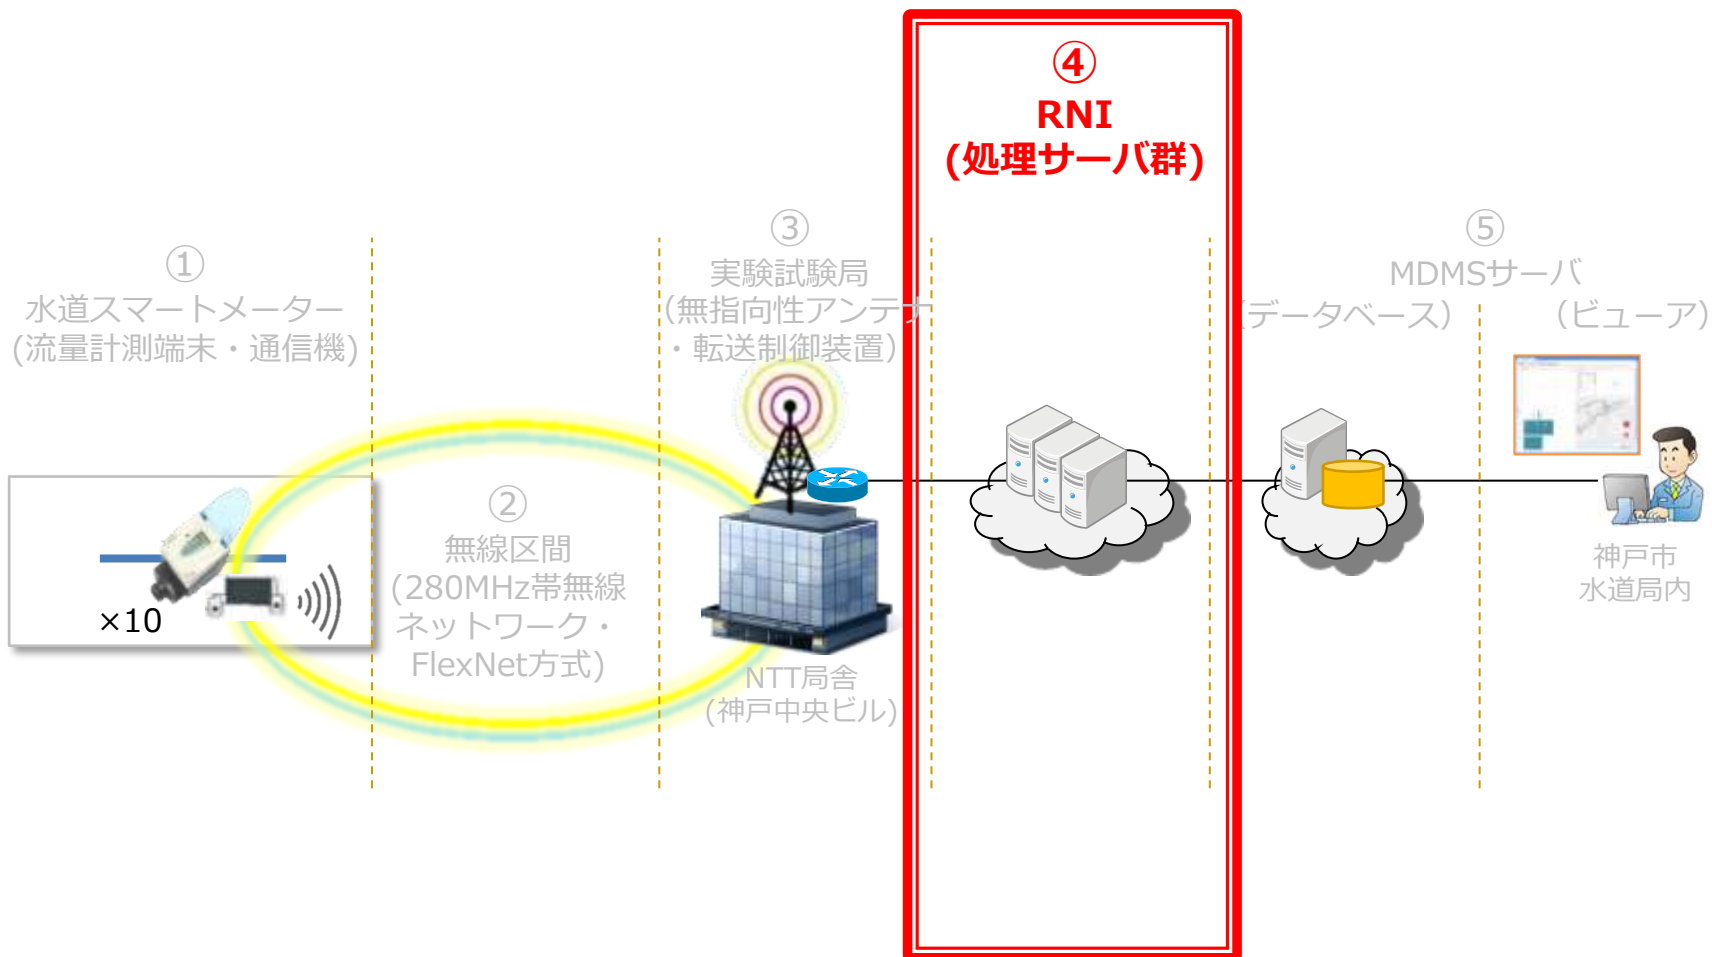 ①
水道スマートメーター
(流量計測端末・通信機)
×10
②
無線区間
(280MHz帯無線
ネットワーク・
FlexNet方式)
③
実験試験局
（無指向性アンテナ
・転送制御装置）
NTT局舎
(神戸中央ビル)
④
RNI
(処理サーバ群)
⑤
MDMSサーバ
（データベース）
（ビューア）
神戸市
水道局内